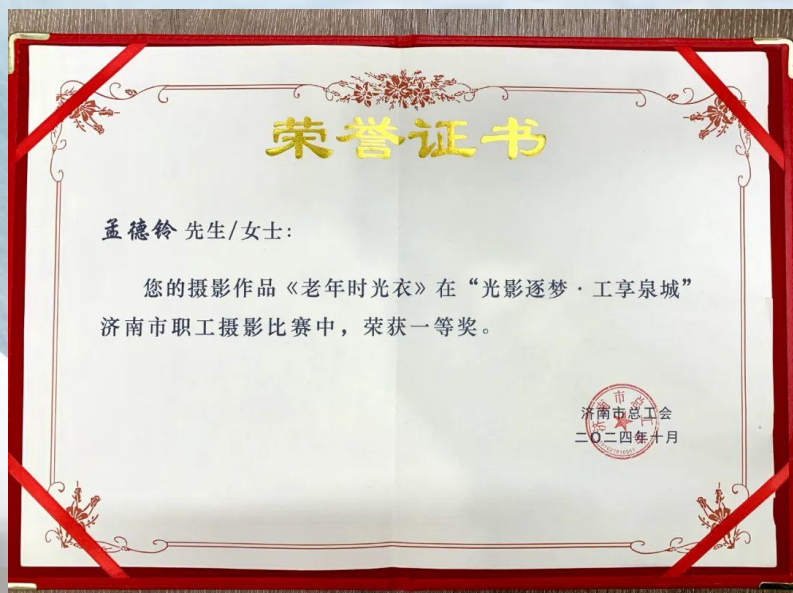 荣誉证书
孟德铃 先生/女士：
您的摄影作品《老年时光衣》在“光影逐梦·工享泉城”
济南市职工摄影比赛中，荣获一等奖。
济南市总工会
二〇二四年十月